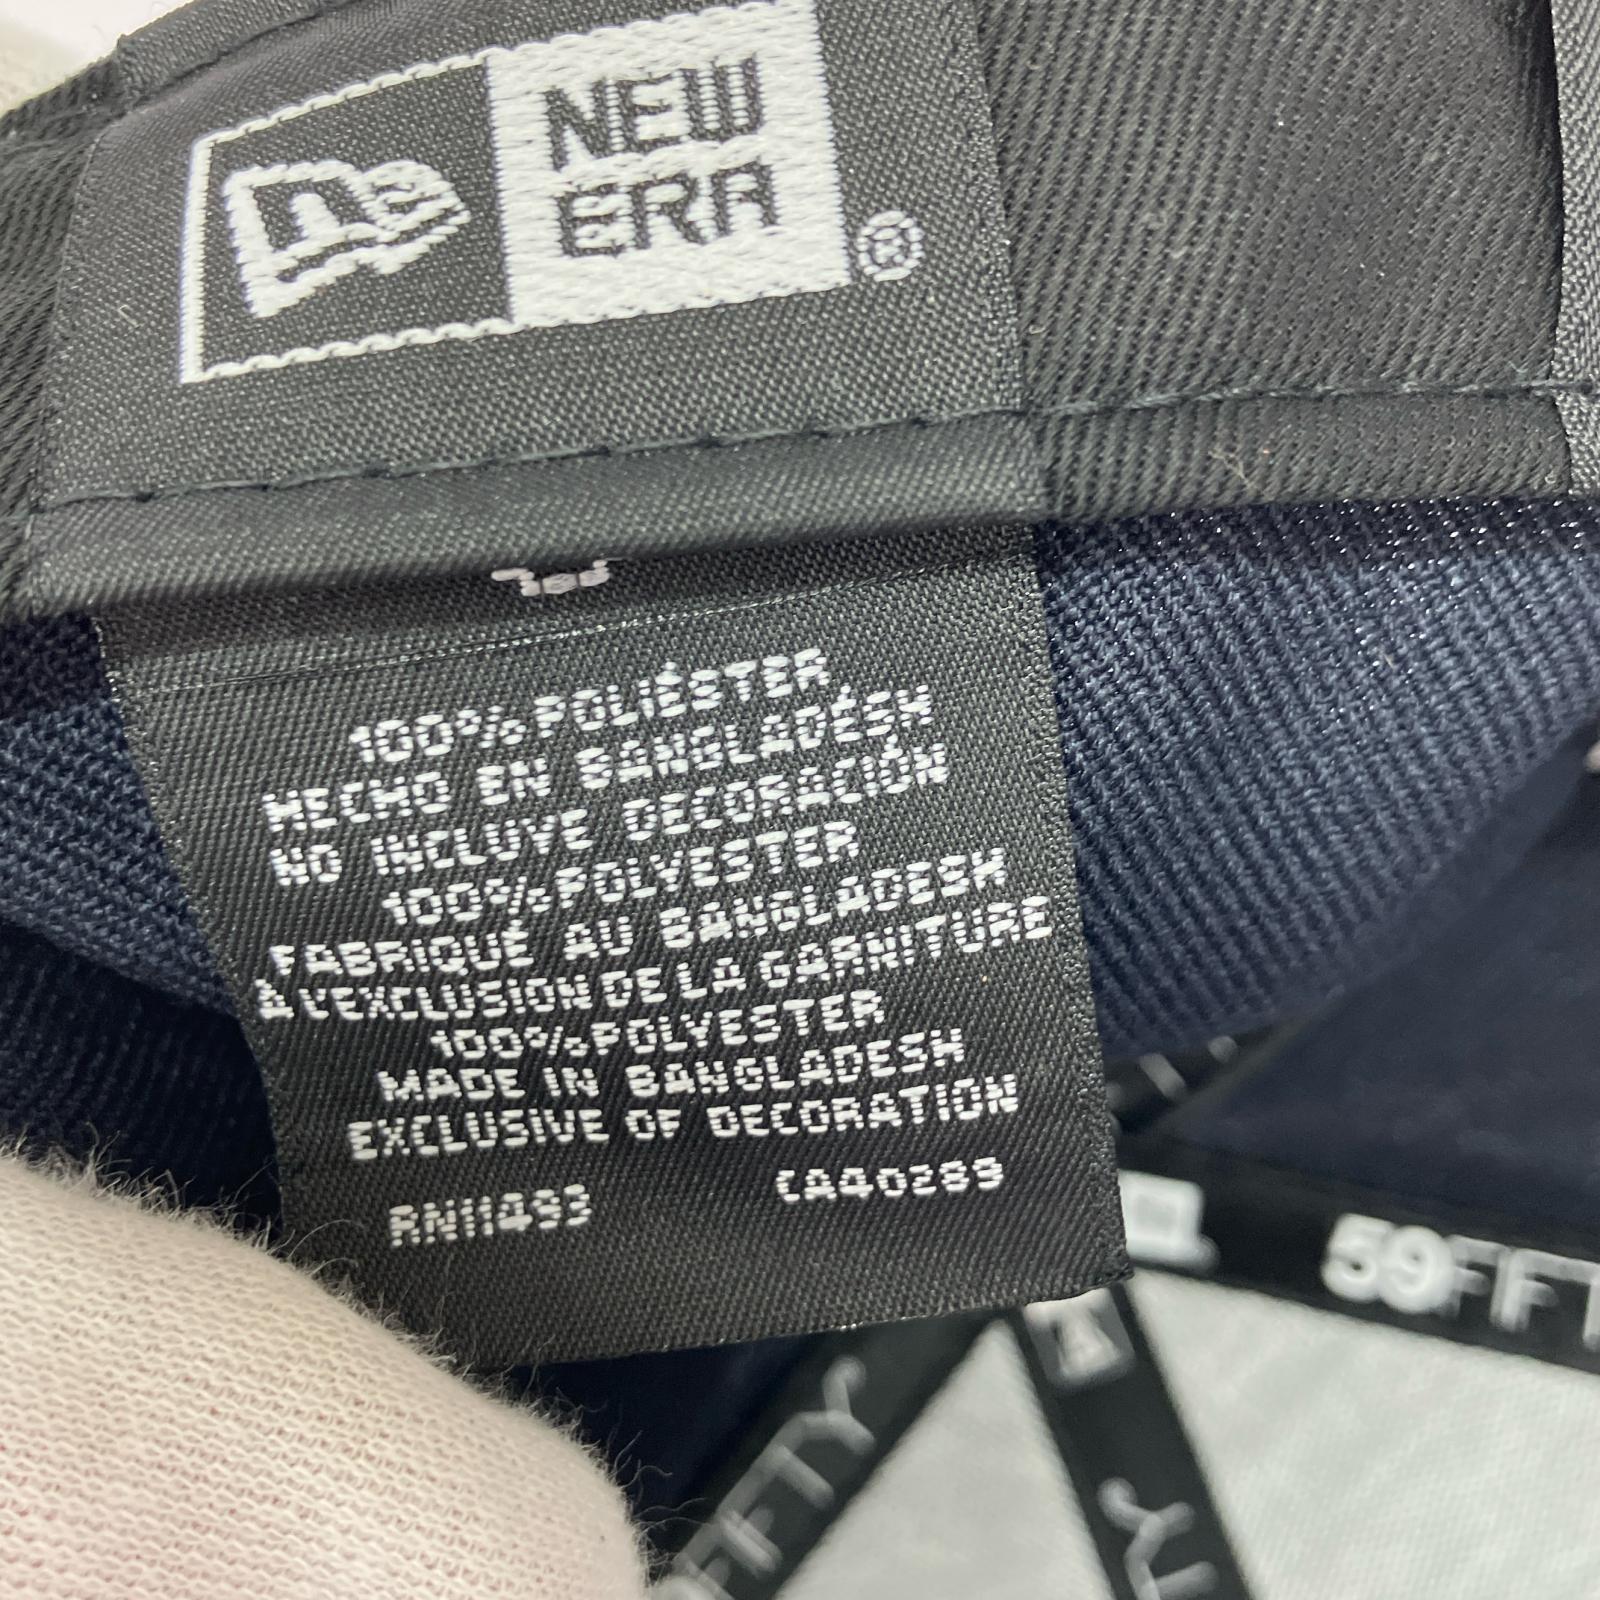 NEW
ERA
®
100% POLIÉSTER
HECHO EN BANGLADÉSH
NO INCLUYE DECORACIÓN
100% POLYESTER
FABRIQUÉ AU BANGLADESH
À L'EXCLUSION DE LA GARNITURE
100% POLYESTER
MADE IN BANGLADESH
EXCLUSIVE OF DECORATION
RN11493 CA40289
59FIFTY